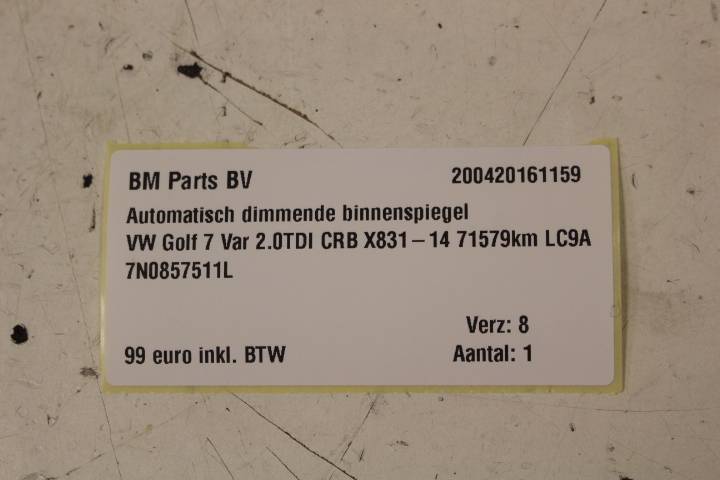 BM Parts BV 200420161159
Automatisch dimmende binnenspiegel
VW Golf 7 Var 2.0TDI CRB X831-14 71579km LC9A
7N0857511L
Verz: 8
99 euro inkl. BTW Aantal: 1